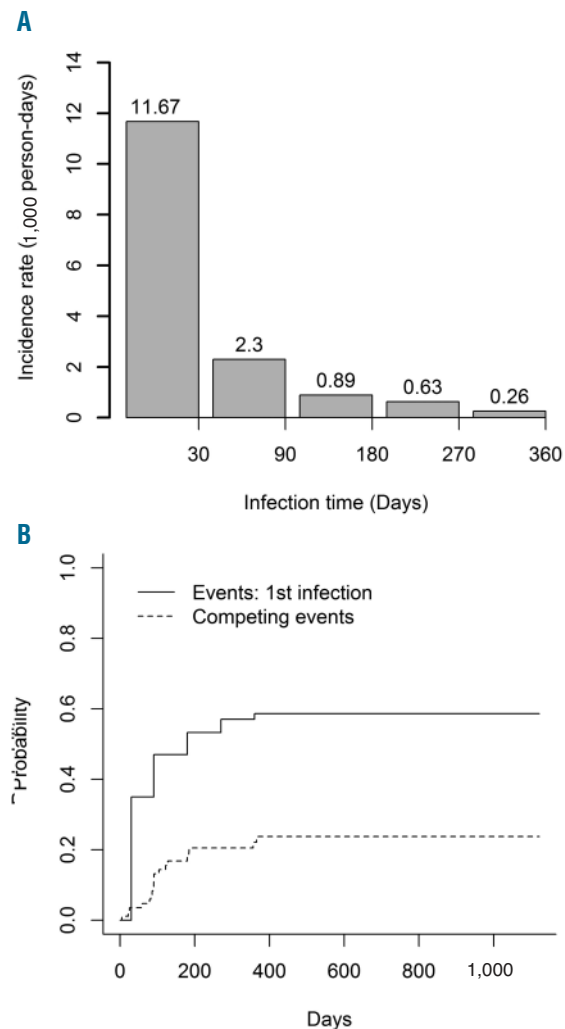 A
Incidence rate (1,000 person-days)
14
12
10
8
6
4
2
0
11.67
2.3
0.89
0.63
0.26
30 90 180 270 360
Infection time (Days)
B
Probability
1.0
0.8
0.6
0.4
0.2
0.0
Events: 1st infection
Competing events
0 200 400 600 800 1,000
Days